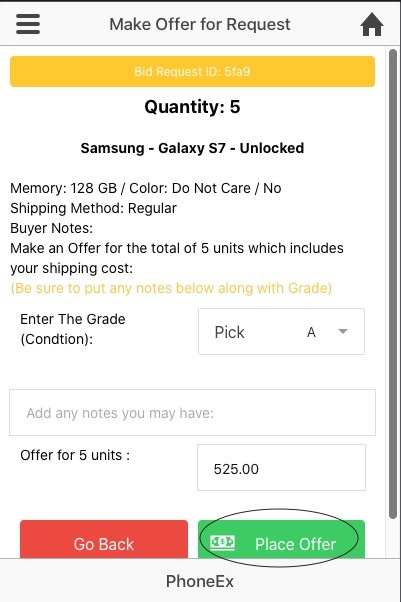 Make Offer for Request
Bid Request ID: 5fa9
Quantity: 5
Samsung - Galaxy S7 - Unlocked
Memory: 128 GB / Color: Do Not Care / No
Shipping Method: Regular
Buyer Notes:
Make an Offer for the total of 5 units which includes
your shipping cost:
(Be sure to put any notes below along with Grade)
Enter The Grade
(Condtion):
Pick A
Add any notes you may have:
Offer for 5 units :
525.00
Go Back
Place Offer
PhoneEx